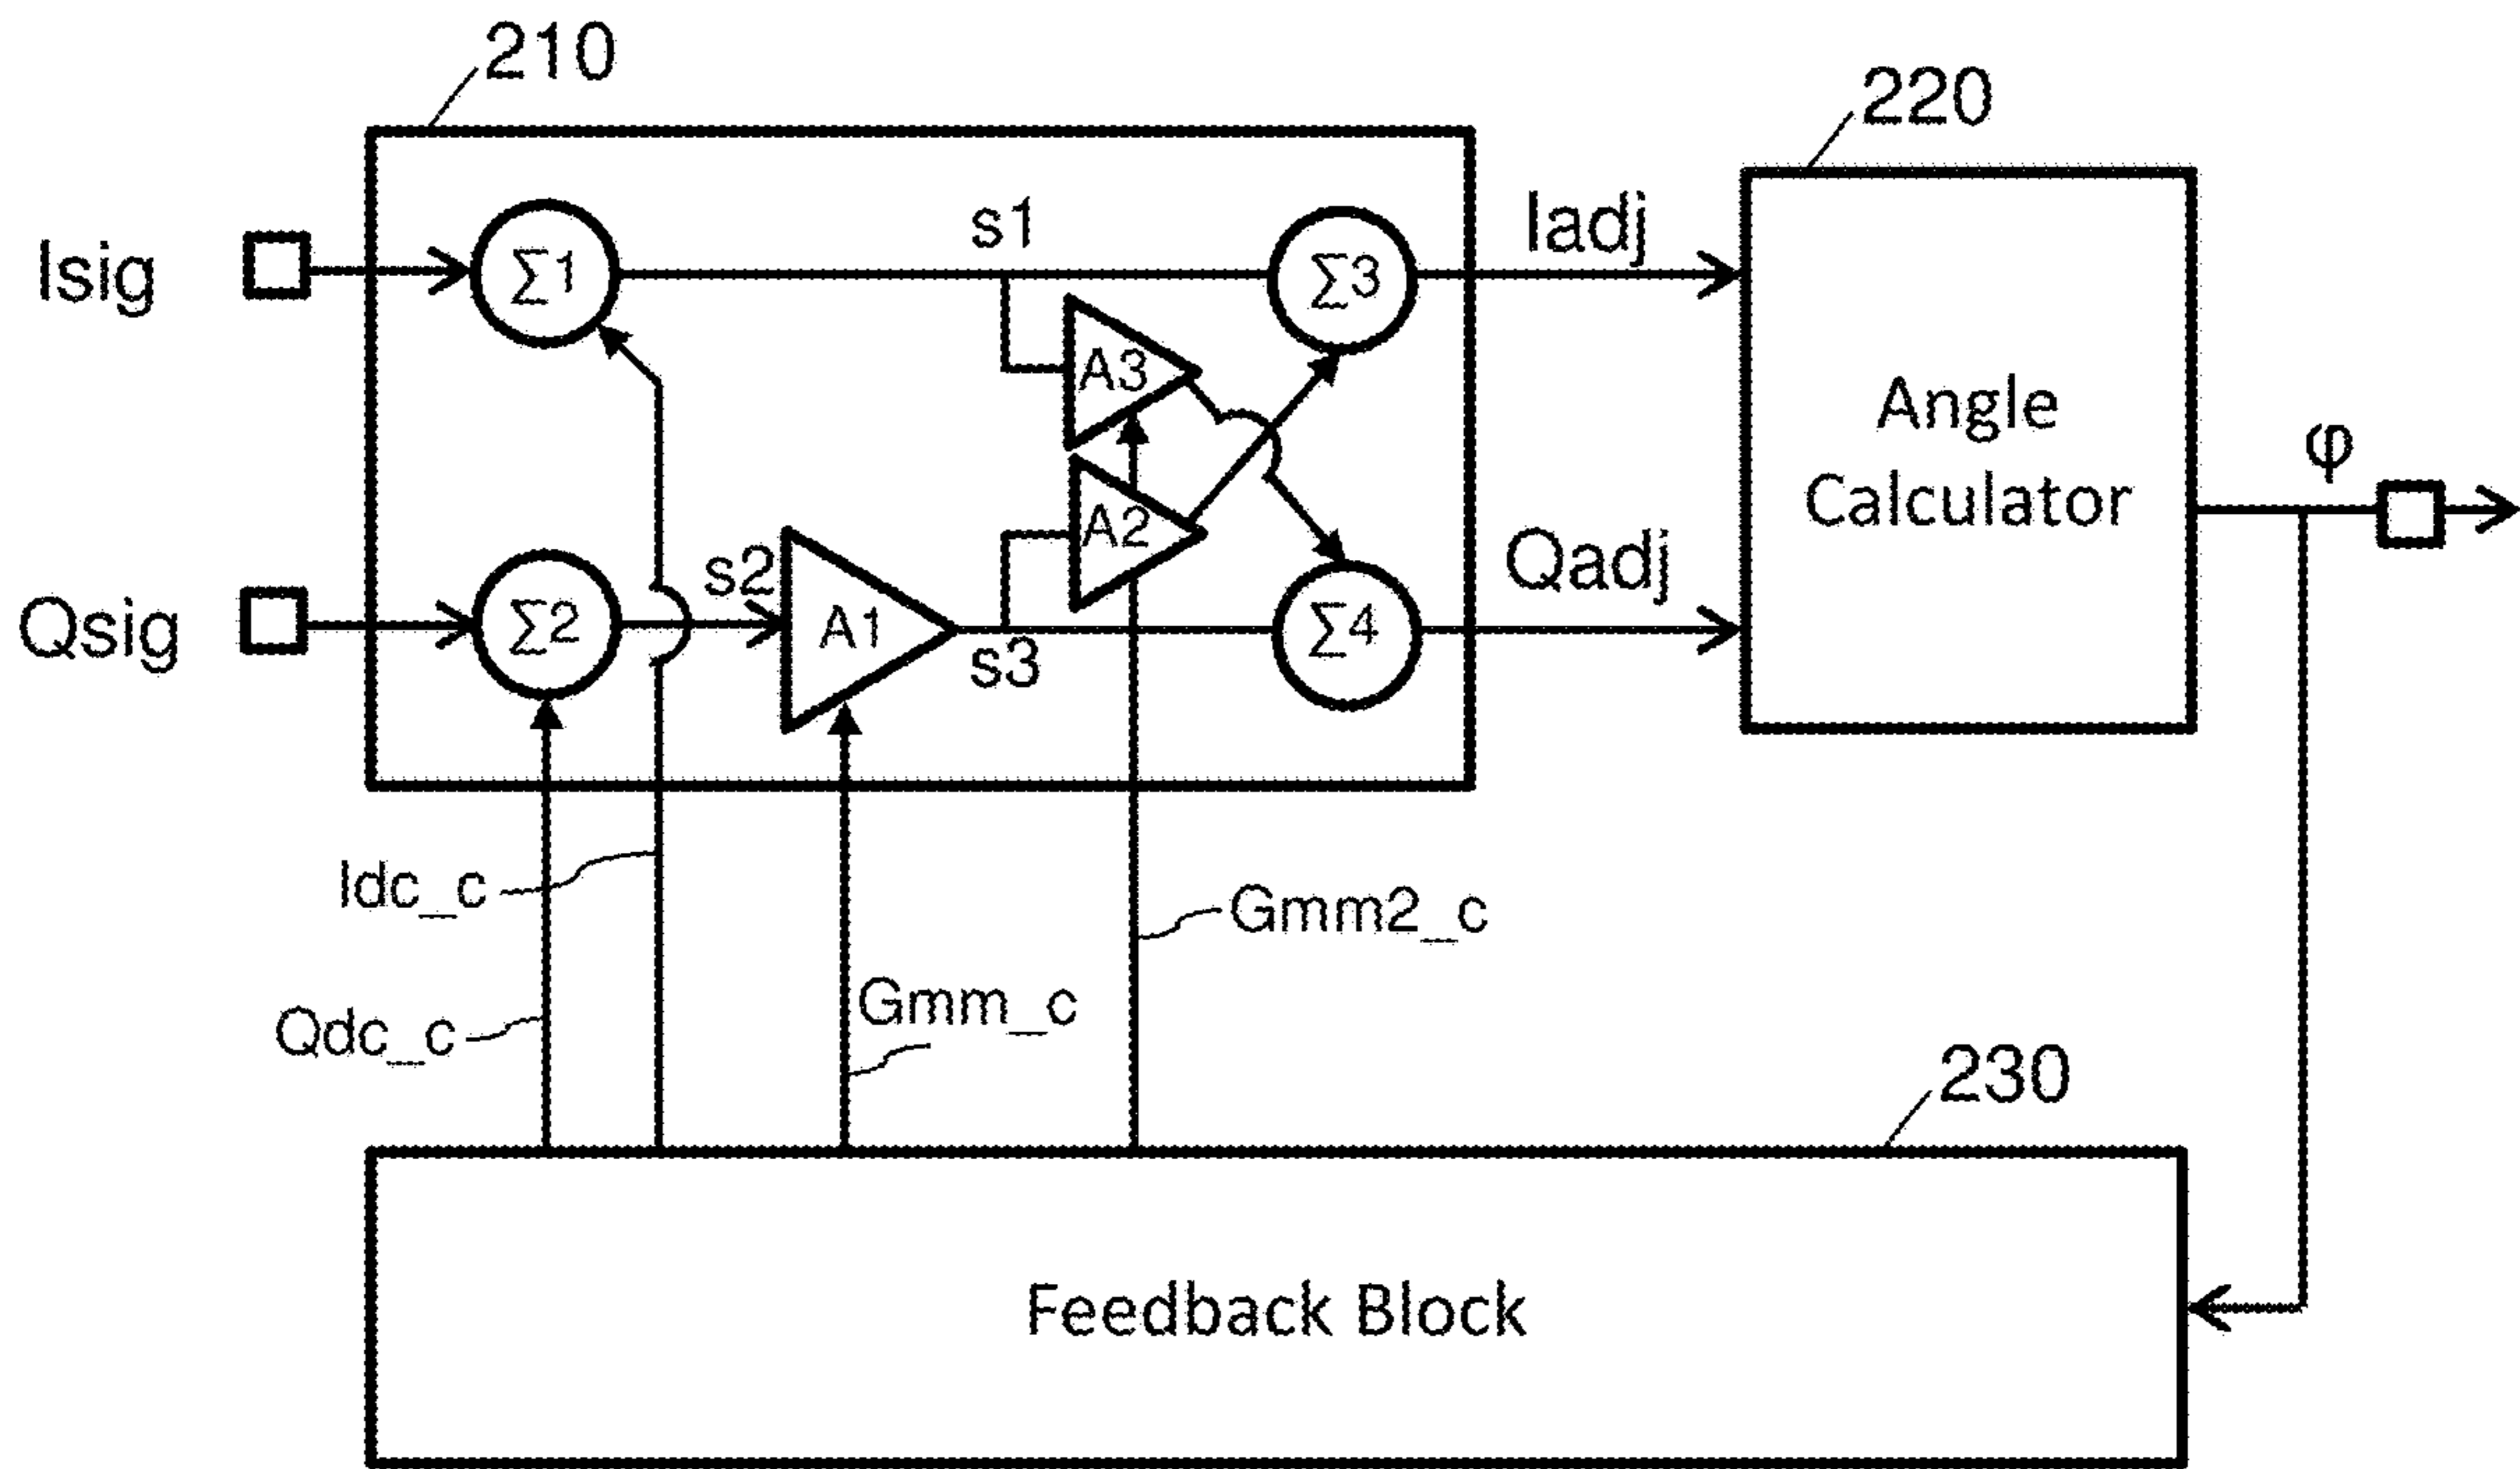 210
220
Isig
Σ1
s1
Σ3
Iadj
A3
Angle
Calculator
φ
A2
Qsig
Σ2
s2
A1
s3
Σ4
Qadj
Idc_c
Gmm2_c
Qdc_c
Gmm_c
230
Feedback Block